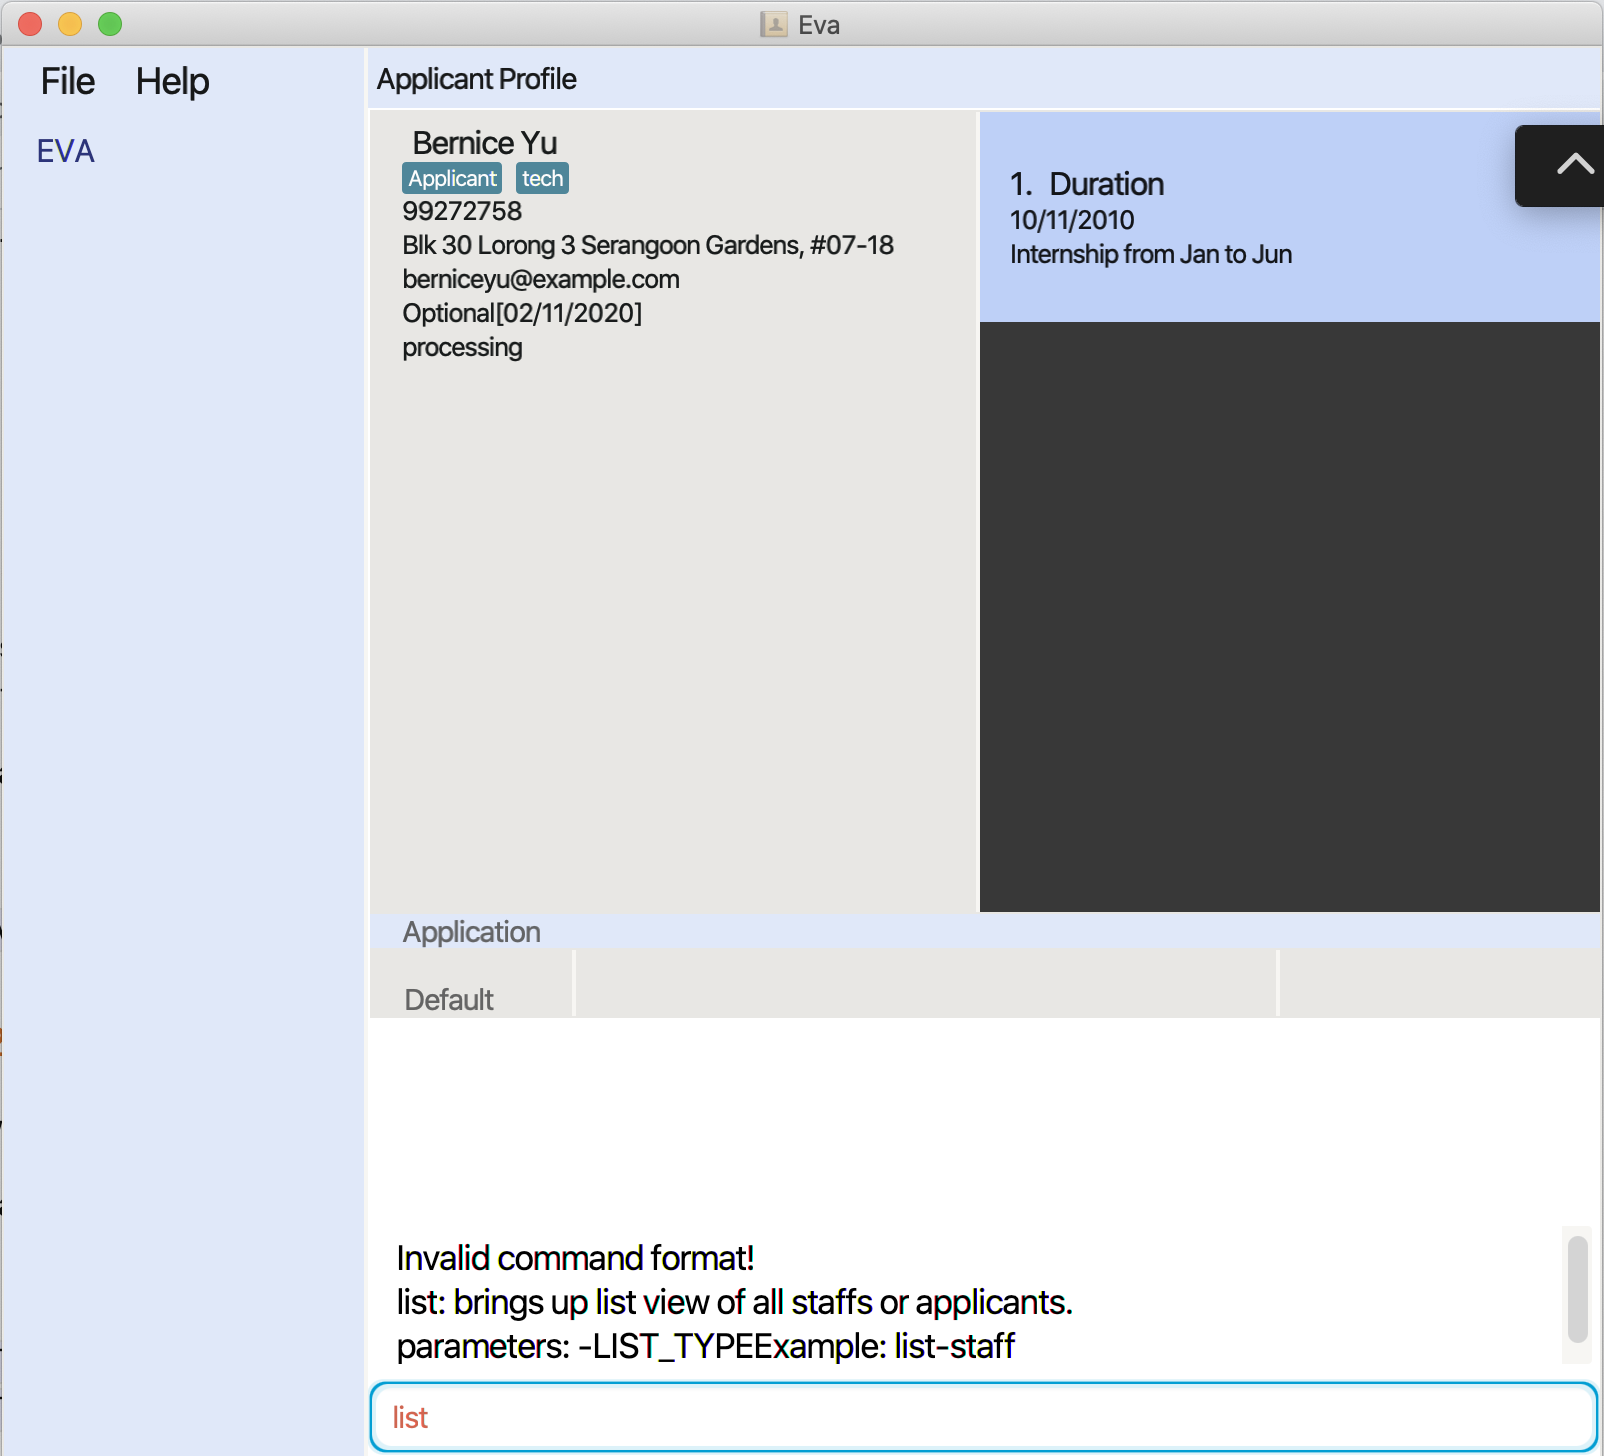 Eva
File Help
EVA
Applicant Profile
Bernice Yu
Applicant tech
99272758
Blk 30 Lorong 3 Serangoon Gardens, #07-18
berniceyu@example.com
Optional[02/11/2020]
processing
1. Duration
10/11/2010
Internship from Jan to Jun
Application
Default
Invalid command format!
list: brings up list view of all staffs or applicants.
parameters: -LIST_TYPEExample: list-staff
list